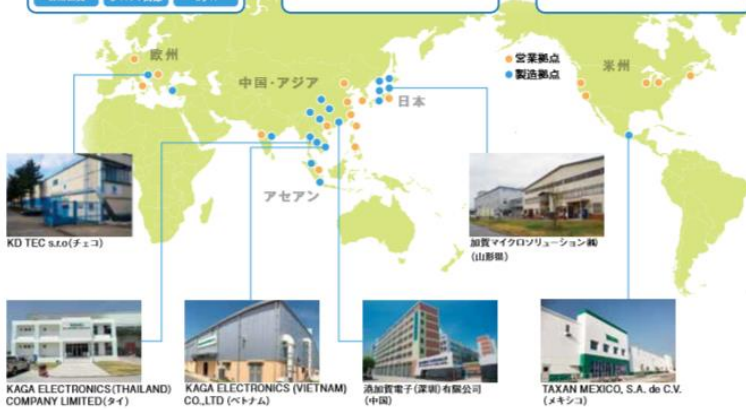 欧州
中国・アジア
日本
アセアン
米州
営業拠点
製造拠点
KD TEC s.r.o(チェコ)
加賀マイクロソリューション㈱
(山形県)
KAGA ELECTRONICS(THAILAND)
COMPANY LIMITED(タイ)
KAGA ELECTRONICS (VIETNAM)
CO.,LTD (ベトナム)
港加賀電子(深圳)有限公司
(中国)
TAXAN MEXICO, S.A. de C.V.
(メキシコ)